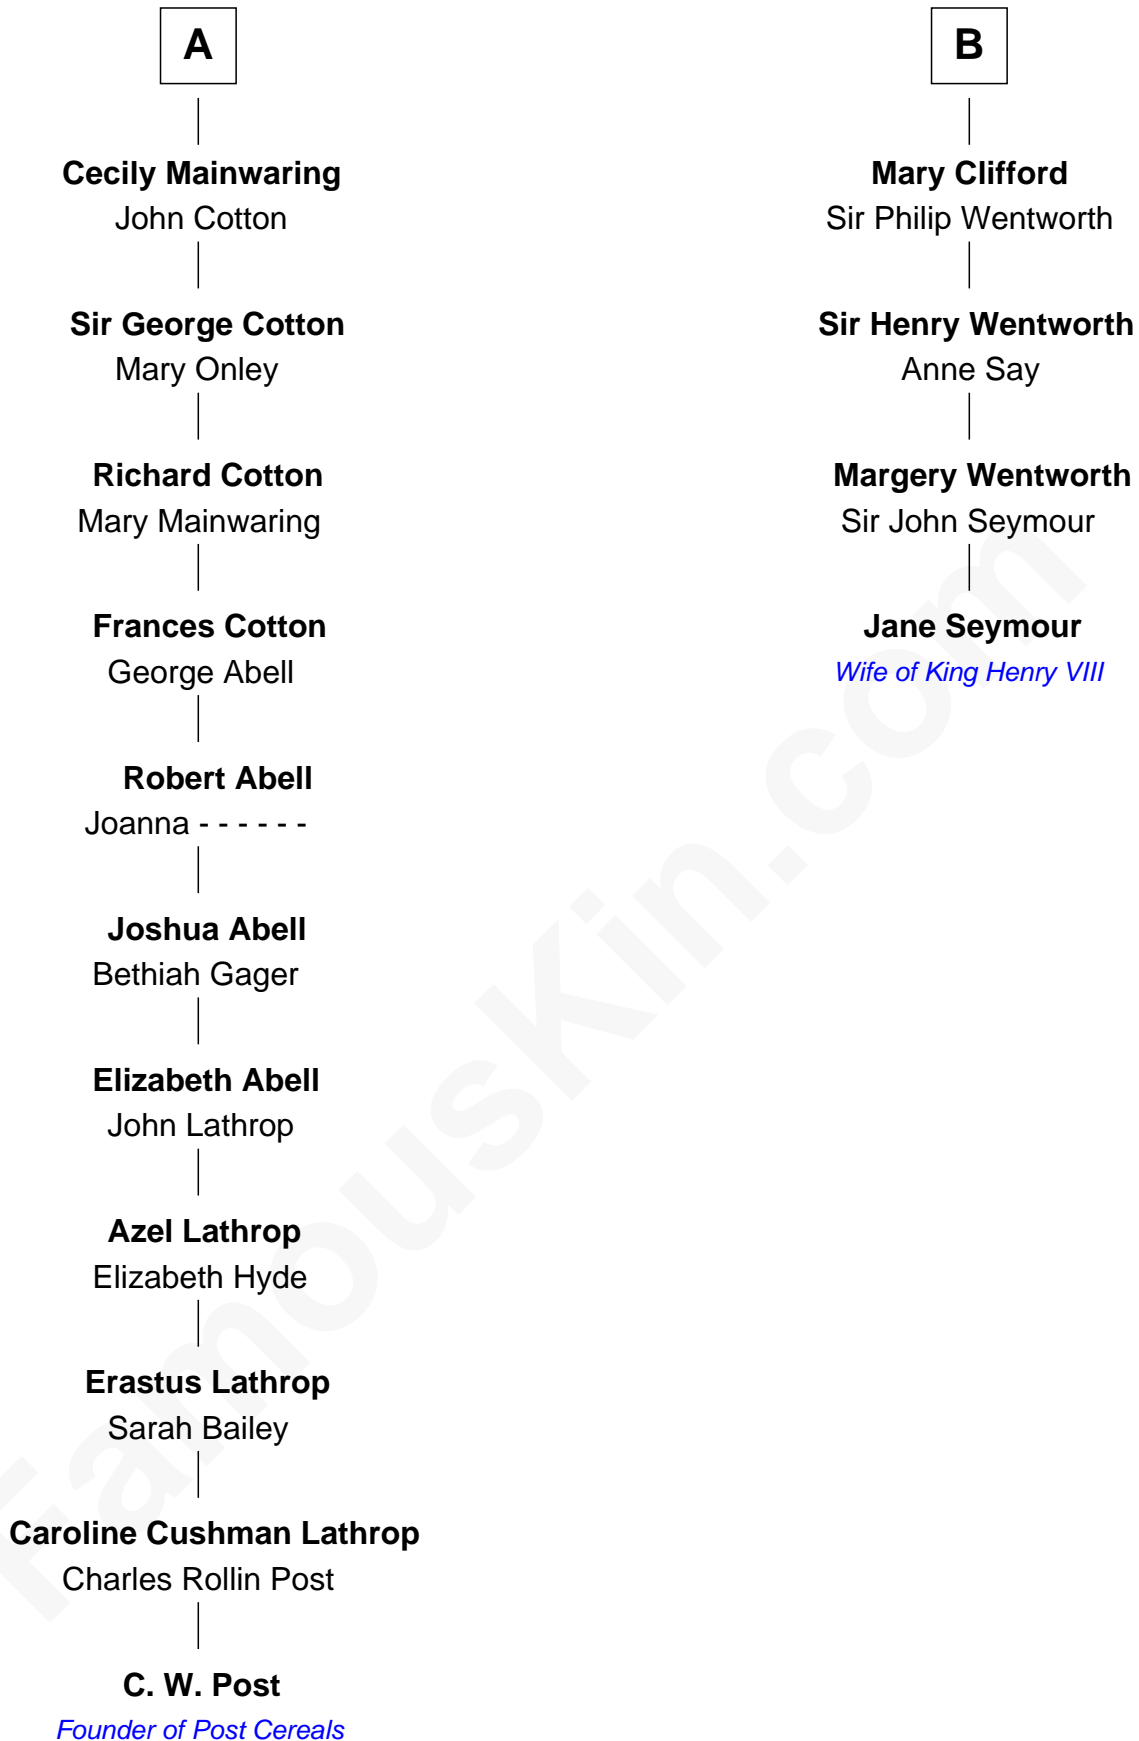 A
Cecily Mainwaring
John Cotton
Sir George Cotton
Mary Onley
Richard Cotton
Mary Mainwaring
Frances Cotton
George Abell
Robert Abell
Joanna - - - - - -
Joshua Abell
Bethiah Gager
Elizabeth Abell
John Lathrop
Azel Lathrop
Elizabeth Hyde
Erastus Lathrop
Sarah Bailey
Caroline Cushman Lathrop
Charles Rollin Post
C. W. Post
Founder of Post Cereals
B
Mary Clifford
Sir Philip Wentworth
Sir Henry Wentworth
Anne Say
Margery Wentworth
Sir John Seymour
Jane Seymour
Wife of King Henry VIII
FamousKin.com